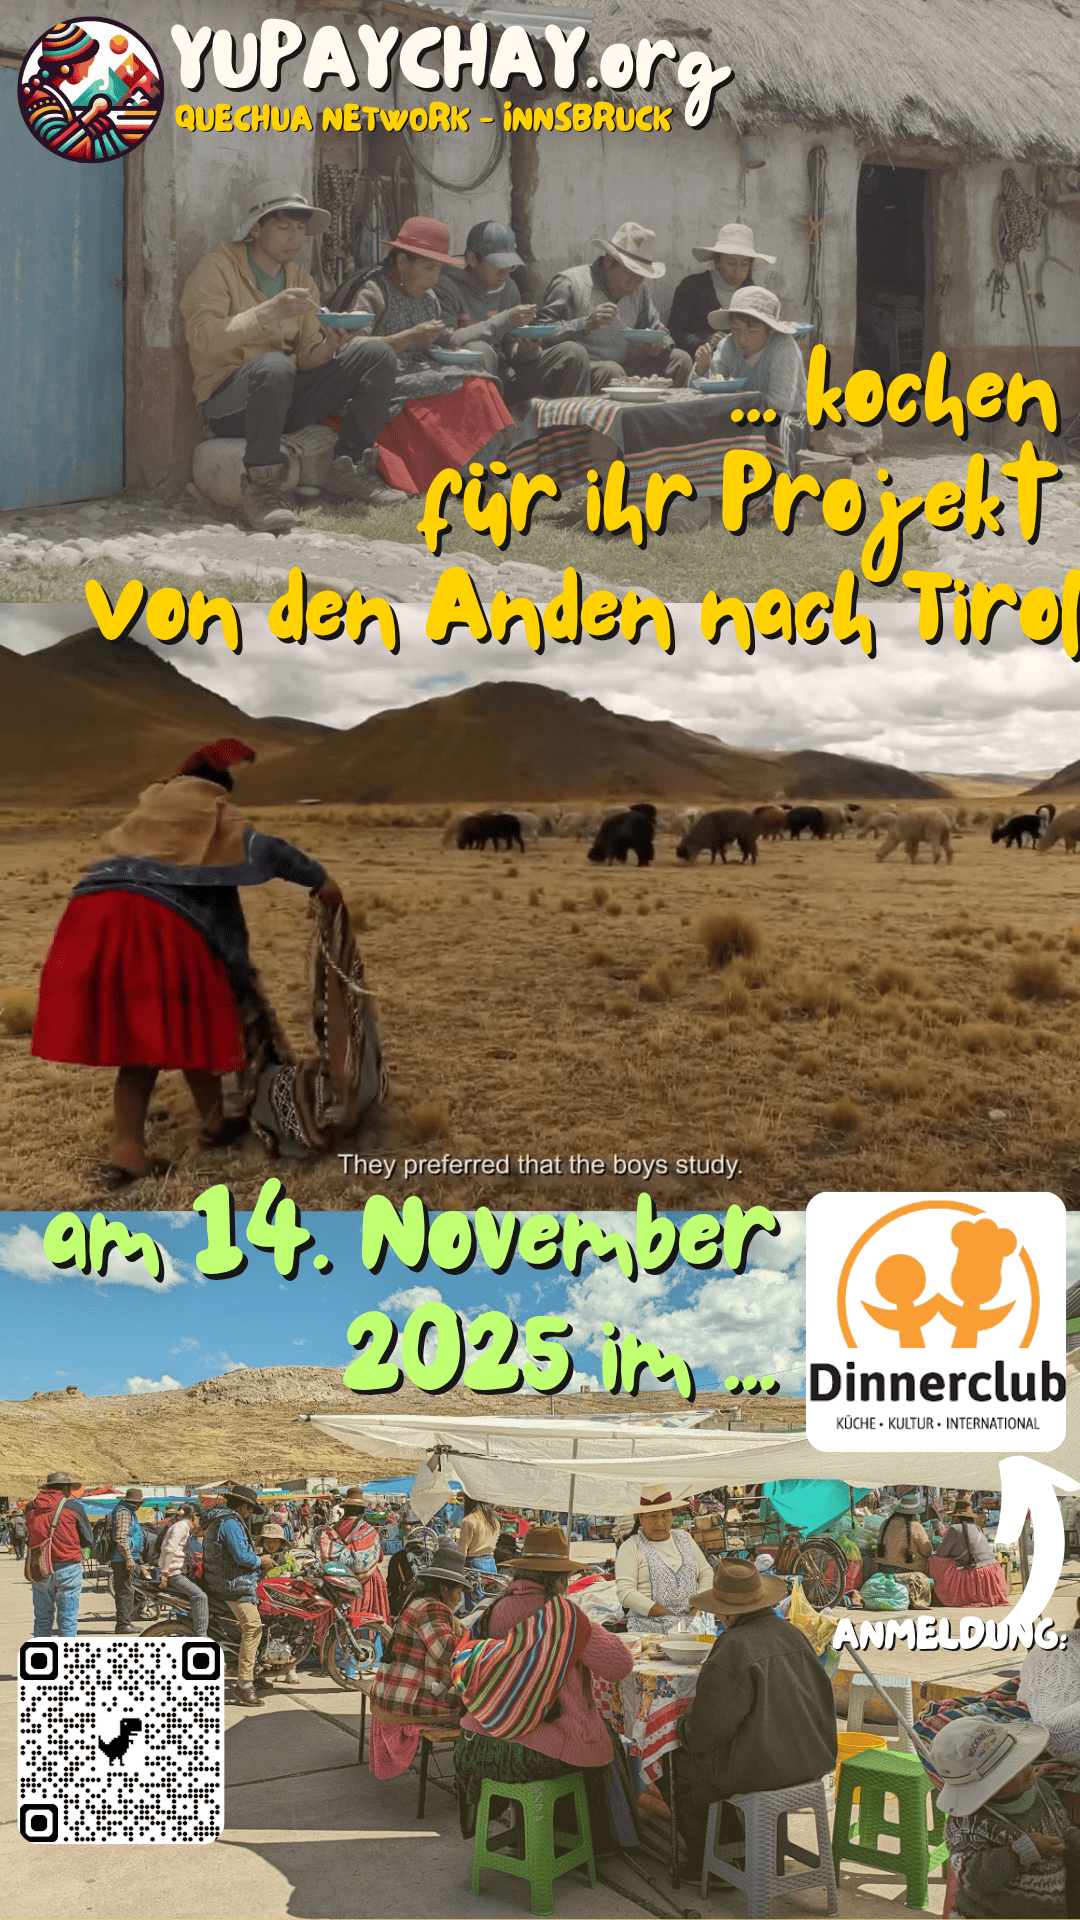 YUPAYCHAY.org
QUECHUA NETWORK - INNSBRUCK
... kochen
für ihr Projekt
von den Anden nach Tirol
They preferred that the boys study.
am 14. November
2025 im ...
Dinnerclub
KÜCHE • KULTUR • INTERNATIONAL
ANMELDUNG: